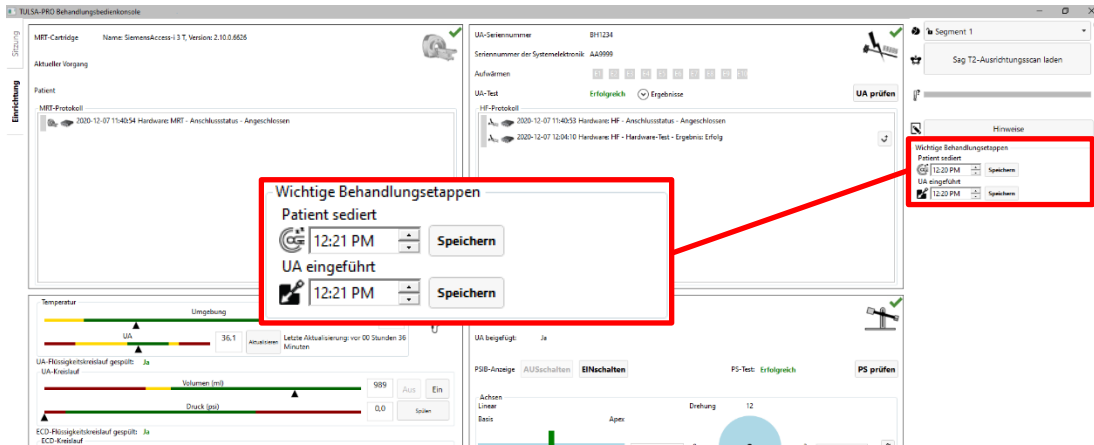 TULSA-PRO Behandlungsbedienkonsole
Sitzung
Einrichtung
MRT-Cartridge Name: SiemensAccess-i 3 T, Version: 2.10.0.6626
Aktueller Vorgang
Patient
MRT-Protokoll
2020-12-07 11:40:54 Hardware: MRT - Anschlussstatus - Angeschlossen
UA-Seriennummer BH1234
Seriennummer der Systemelektronik AA9999
Aufwärmen
UA-Test Erfolgreich Ergebnisse UA prüfen
HF-Protokoll
2020-12-07 11:40:53 Hardware: HF - Anschlussstatus - Angeschlossen
2020-12-07 12:04:10 Hardware: HF - Hardware-Test - Ergebnis: Erfolg
Segment 1
Sag T2-Ausrichtungsscan laden
Hinweise
Wichtige Behandlungsetappen
Patient sediert
12:20 PM Speichern
UA eingeführt
12:20 PM Speichern
Wichtige Behandlungsetappen
Patient sediert
12:21 PM Speichern
UA eingeführt
12:21 PM Speichern
Temperatur
Umgebung
UA 36,1 Aktualisieren Letzte Aktualisierung: vor 00 Stunden 36
Minuten
UA-Flüssigkeitskreislauf gespült: Ja
UA-Kreislauf
Volumen (ml) 989 Aus Ein
Druck (psi) 0,0 Spülen
ECD-Flüssigkeitskreislauf gespült: Ja
ECD-Kreislauf
UA beigefügt: Ja
PSIB-Anzeige AUSschalten EINschalten PS-Test: Erfolgreich PS prüfen
Achsen
Linear Drehung 12
Basis Apex